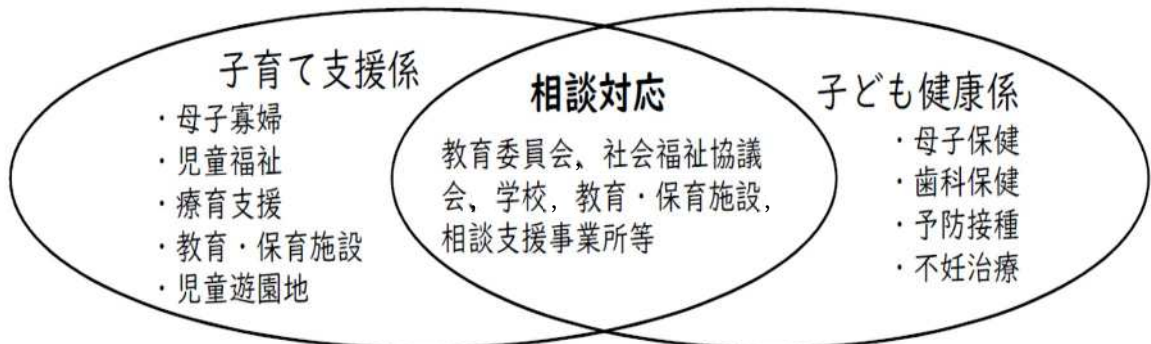 子育て支援係
・母子寡婦
・児童福祉
・療育支援
・教育・保育施設
・児童遊園地
相談対応
教育委員会，社会福祉協議
会、学校，教育・保育施設，
相談支援事業所等
子ども健康係
・母子保健
・歯科保健
・予防接種
・不妊治療